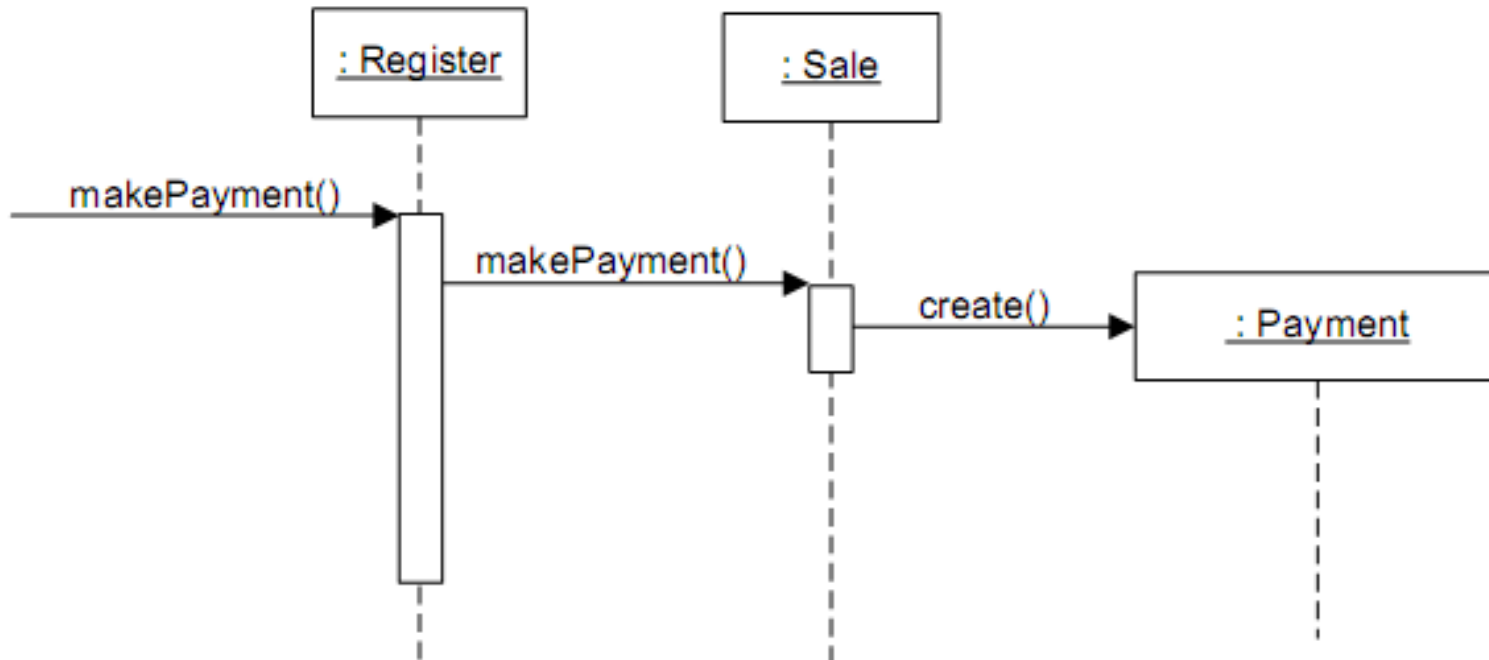 : Register
: Sale
makePayment()
makePayment()
create()
: Payment